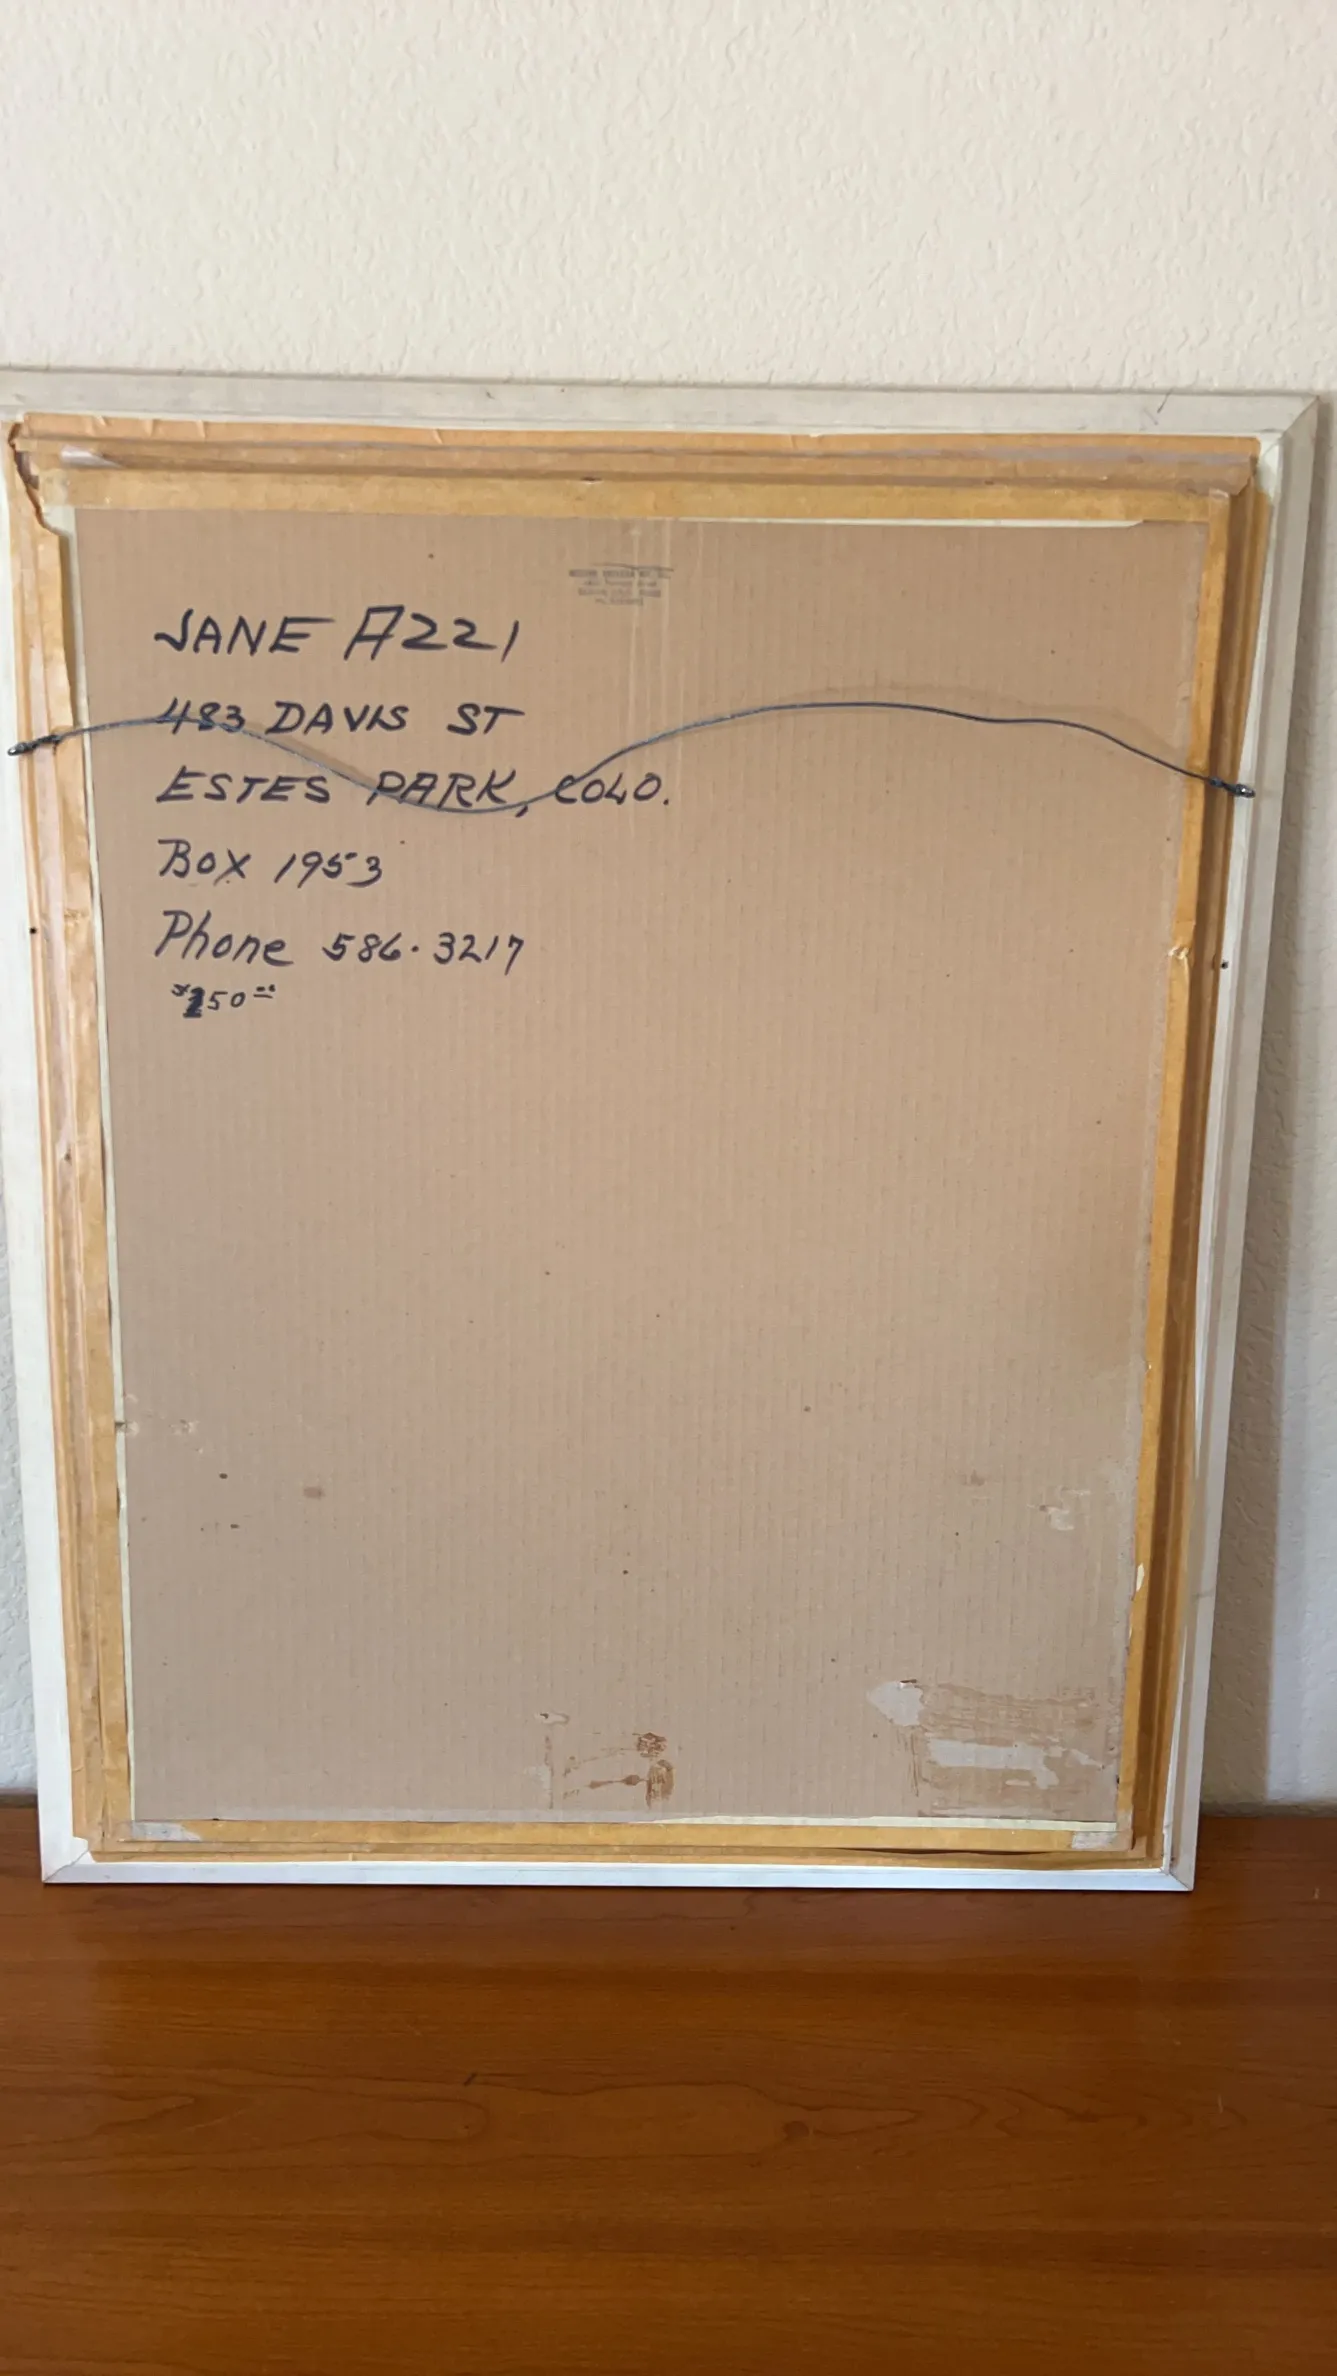 JANE AZZI
483 DAVIS ST
ESTES PARK, COLO.
Box 1953
Phone 586-3217